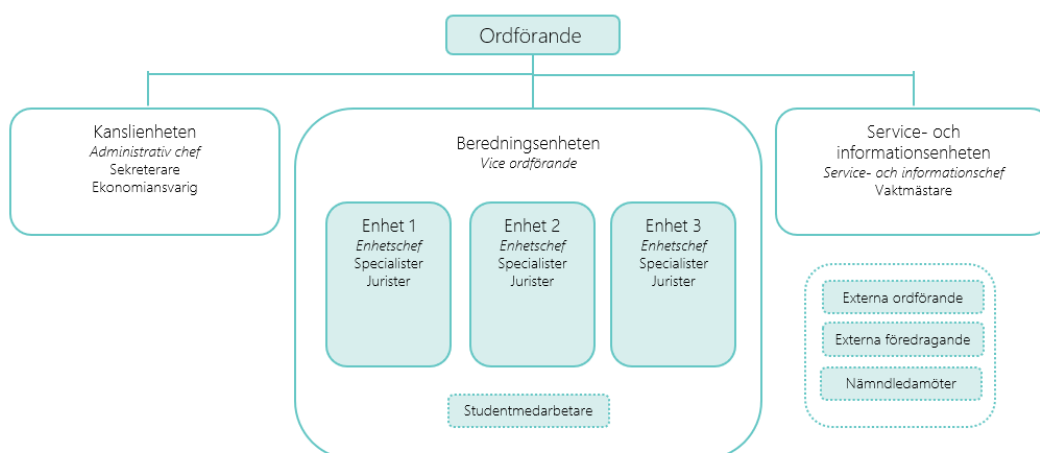 Ordförande
Kanslienheten
Administrativ chef
Sekreterare
Ekonomiansvarig
Beredningsenheten
Vice ordförande
Enhet 1
Enhetschef
Specialister
Jurister
Enhet 2
Enhetschef
Specialister
Jurister
Enhet 3
Enhetschef
Specialister
Jurister
Studentmedarbetare
Service- och
informationsenheten
Service- och informationschef
Vaktmästare
Externa ordförande
Externa föredragande
Nämndledamöter